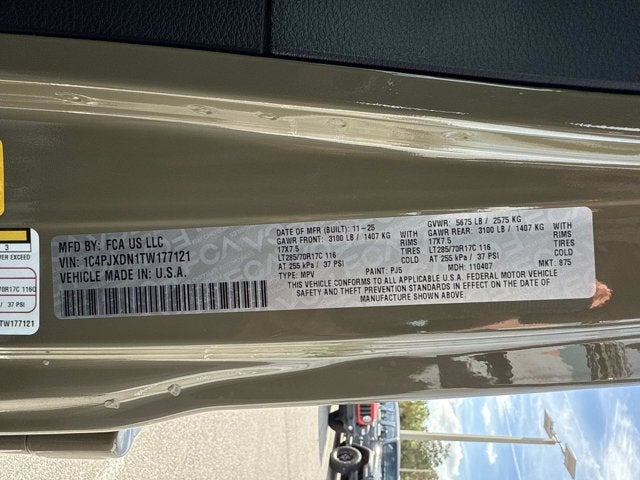 MFD BY: FCA US LLC
VIN: 1C4PJXDN1TW177121
VEHICLE MADE IN U.S.A.
DATE OF MFR (BUILT): 11-25
GAWR FRONT: 3100 LB / 1407 KG WITH
17X7.5 RIMS
LT285/70R17C 116 TIRES
AT 255 kPa / 37 PSI COLD
TYPE: MPV PAINT: PJ5
GVWR: 5675 LB / 2575 KG
GAWR REAR: 3100 LB / 1407 KG WITH
17X7.5 RIMS
LT285/70R17C 116 TIRES
AT 255 kPa / 37 PSI COLD
MDH: 110407 MKT: 875
CONFORMS TO ALL APPLICABLE U.S.A. FEDERAL MOTOR VEHICLE
SAFETY AND THEFT PREVENTION STANDARDS IN EFFECT ON THE DATE OF
MANUFACTURE SHOWN ABOVE.
3
EXCEED
70R17C 116C
/ 37 PSI
TW177121